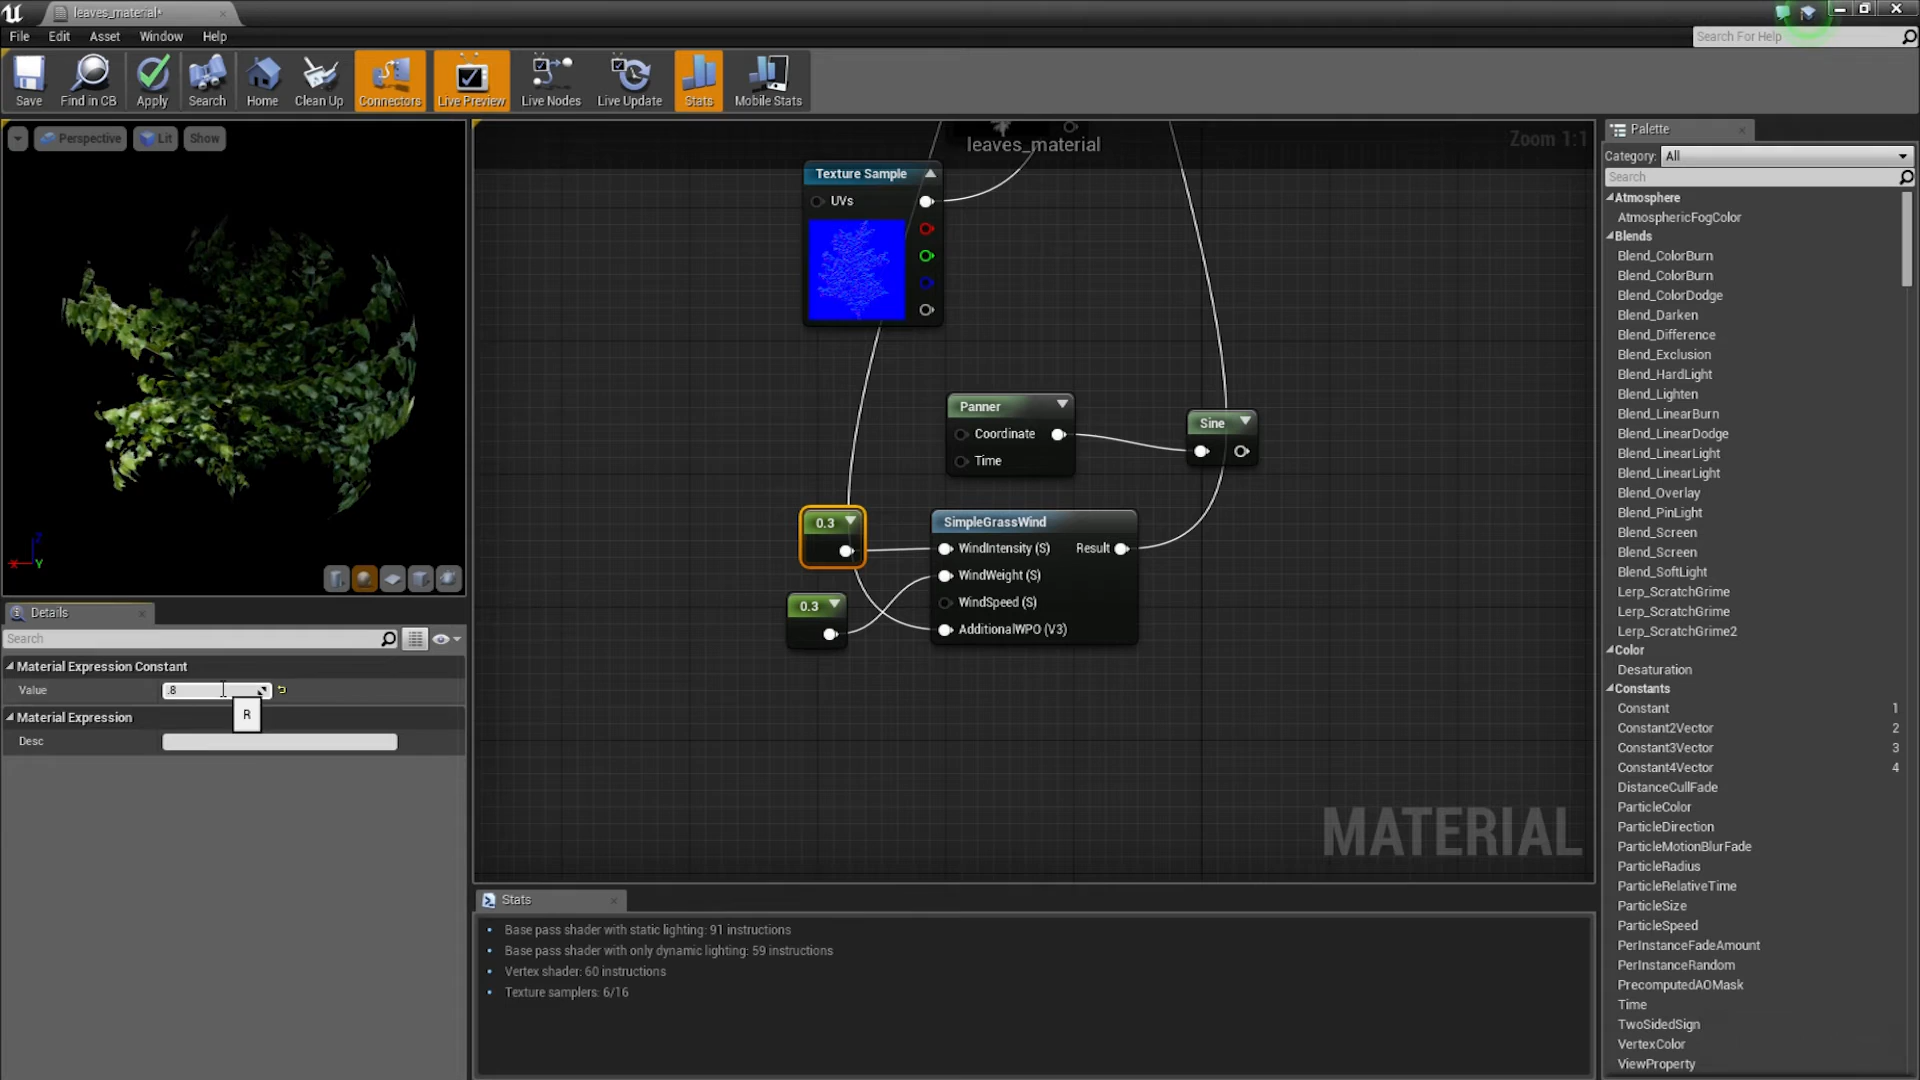 leaves_material*
File Edit Asset Window Help
Search For Help
Save
Find in CB
Apply
Search
Home
Clean Up
Connectors
Live Preview
Live Nodes
Live Update
Stats
Mobile Stats
Perspective
Lit
Show
Z
X
Y
leaves_material
Zoom 1:1
Texture Sample
UVs
Panner
Coordinate
Time
Sine
0.3
0.3
SimpleGrassWind
WindIntensity (S) Result
WindWeight (S)
WindSpeed (S)
AdditionalWPO (V3)
MATERIAL
Details
Search
Material Expression Constant
Value .8
R
Material Expression
Desc
Stats
Base pass shader with static lighting: 91 instructions
Base pass shader with only dynamic lighting: 59 instructions
Vertex shader: 60 instructions
Texture samplers: 6/16
Palette
Category: All
Search
Atmosphere
AtmosphericFogColor
Blends
Blend_ColorBurn
Blend_ColorBurn
Blend_ColorDodge
Blend_Darken
Blend_Difference
Blend_Exclusion
Blend_HardLight
Blend_Lighten
Blend_LinearBurn
Blend_LinearDodge
Blend_LinearLight
Blend_LinearLight
Blend_Overlay
Blend_PinLight
Blend_Screen
Blend_Screen
Blend_SoftLight
Lerp_ScratchGrime
Lerp_ScratchGrime
Lerp_ScratchGrime2
Color
Desaturation
Constants
Constant 1
Constant2Vector 2
Constant3Vector 3
Constant4Vector 4
DistanceCullFade
ParticleColor
ParticleDirection
ParticleMotionBlurFade
ParticleRadius
ParticleRelativeTime
ParticleSize
ParticleSpeed
PerInstanceFadeAmount
PerInstanceRandom
PrecomputedAOMask
Time
TwoSidedSign
VertexColor
ViewProperty